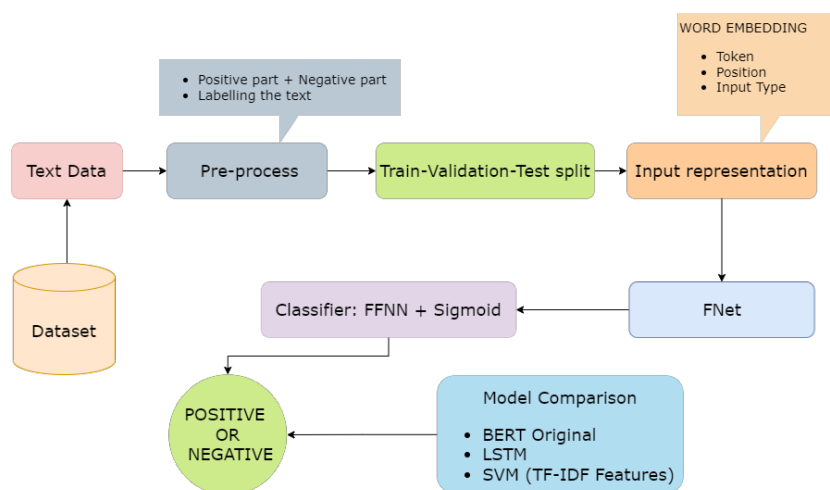 WORD EMBEDDING
• Token
• Position
• Input Type
• Positive part + Negative part
• Labelling the text
Text Data
Pre-process
Train-Validation-Test split
Input representation
Dataset
Classifier: FFNN + Sigmoid
FNet
POSITIVE
OR
NEGATIVE
Model Comparison
• BERT Original
• LSTM
• SVM (TF-IDF Features)